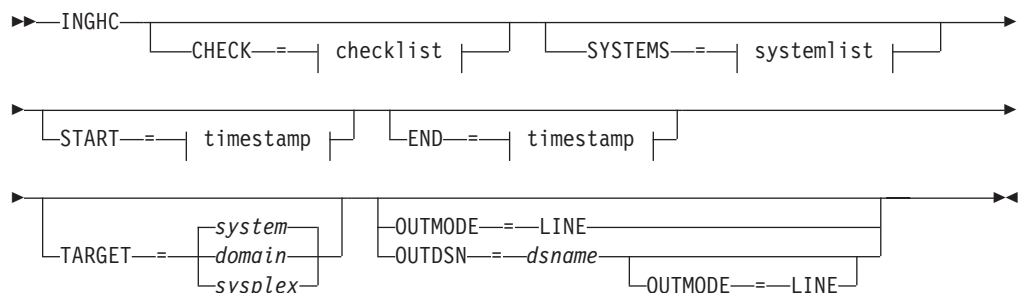 INGHC
CHECK = checklist SYSTEMS = systemlist
START = timestamp END = timestamp
TARGET = system OUTMODE = LINE
domain OUTDSN = dsname
sysplex OUTMODE = LINE